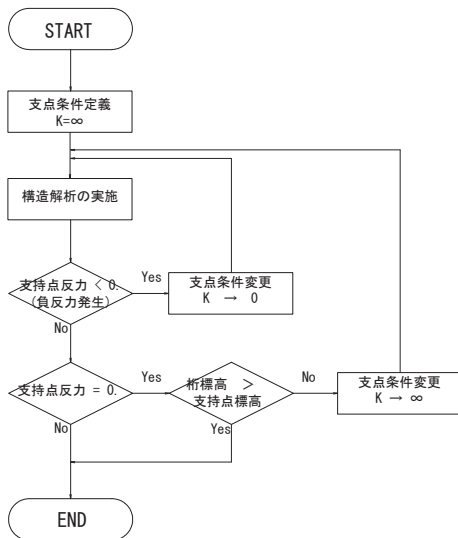 START
支点条件定義
K=∞
構造解析の実施
支持点反力 < 0.
(負反力発生)
Yes
支点条件変更
K → 0
No
支持点反力 = 0.
Yes
桁標高 >
支持点標高
No
支点条件変更
K → ∞
No
Yes
END